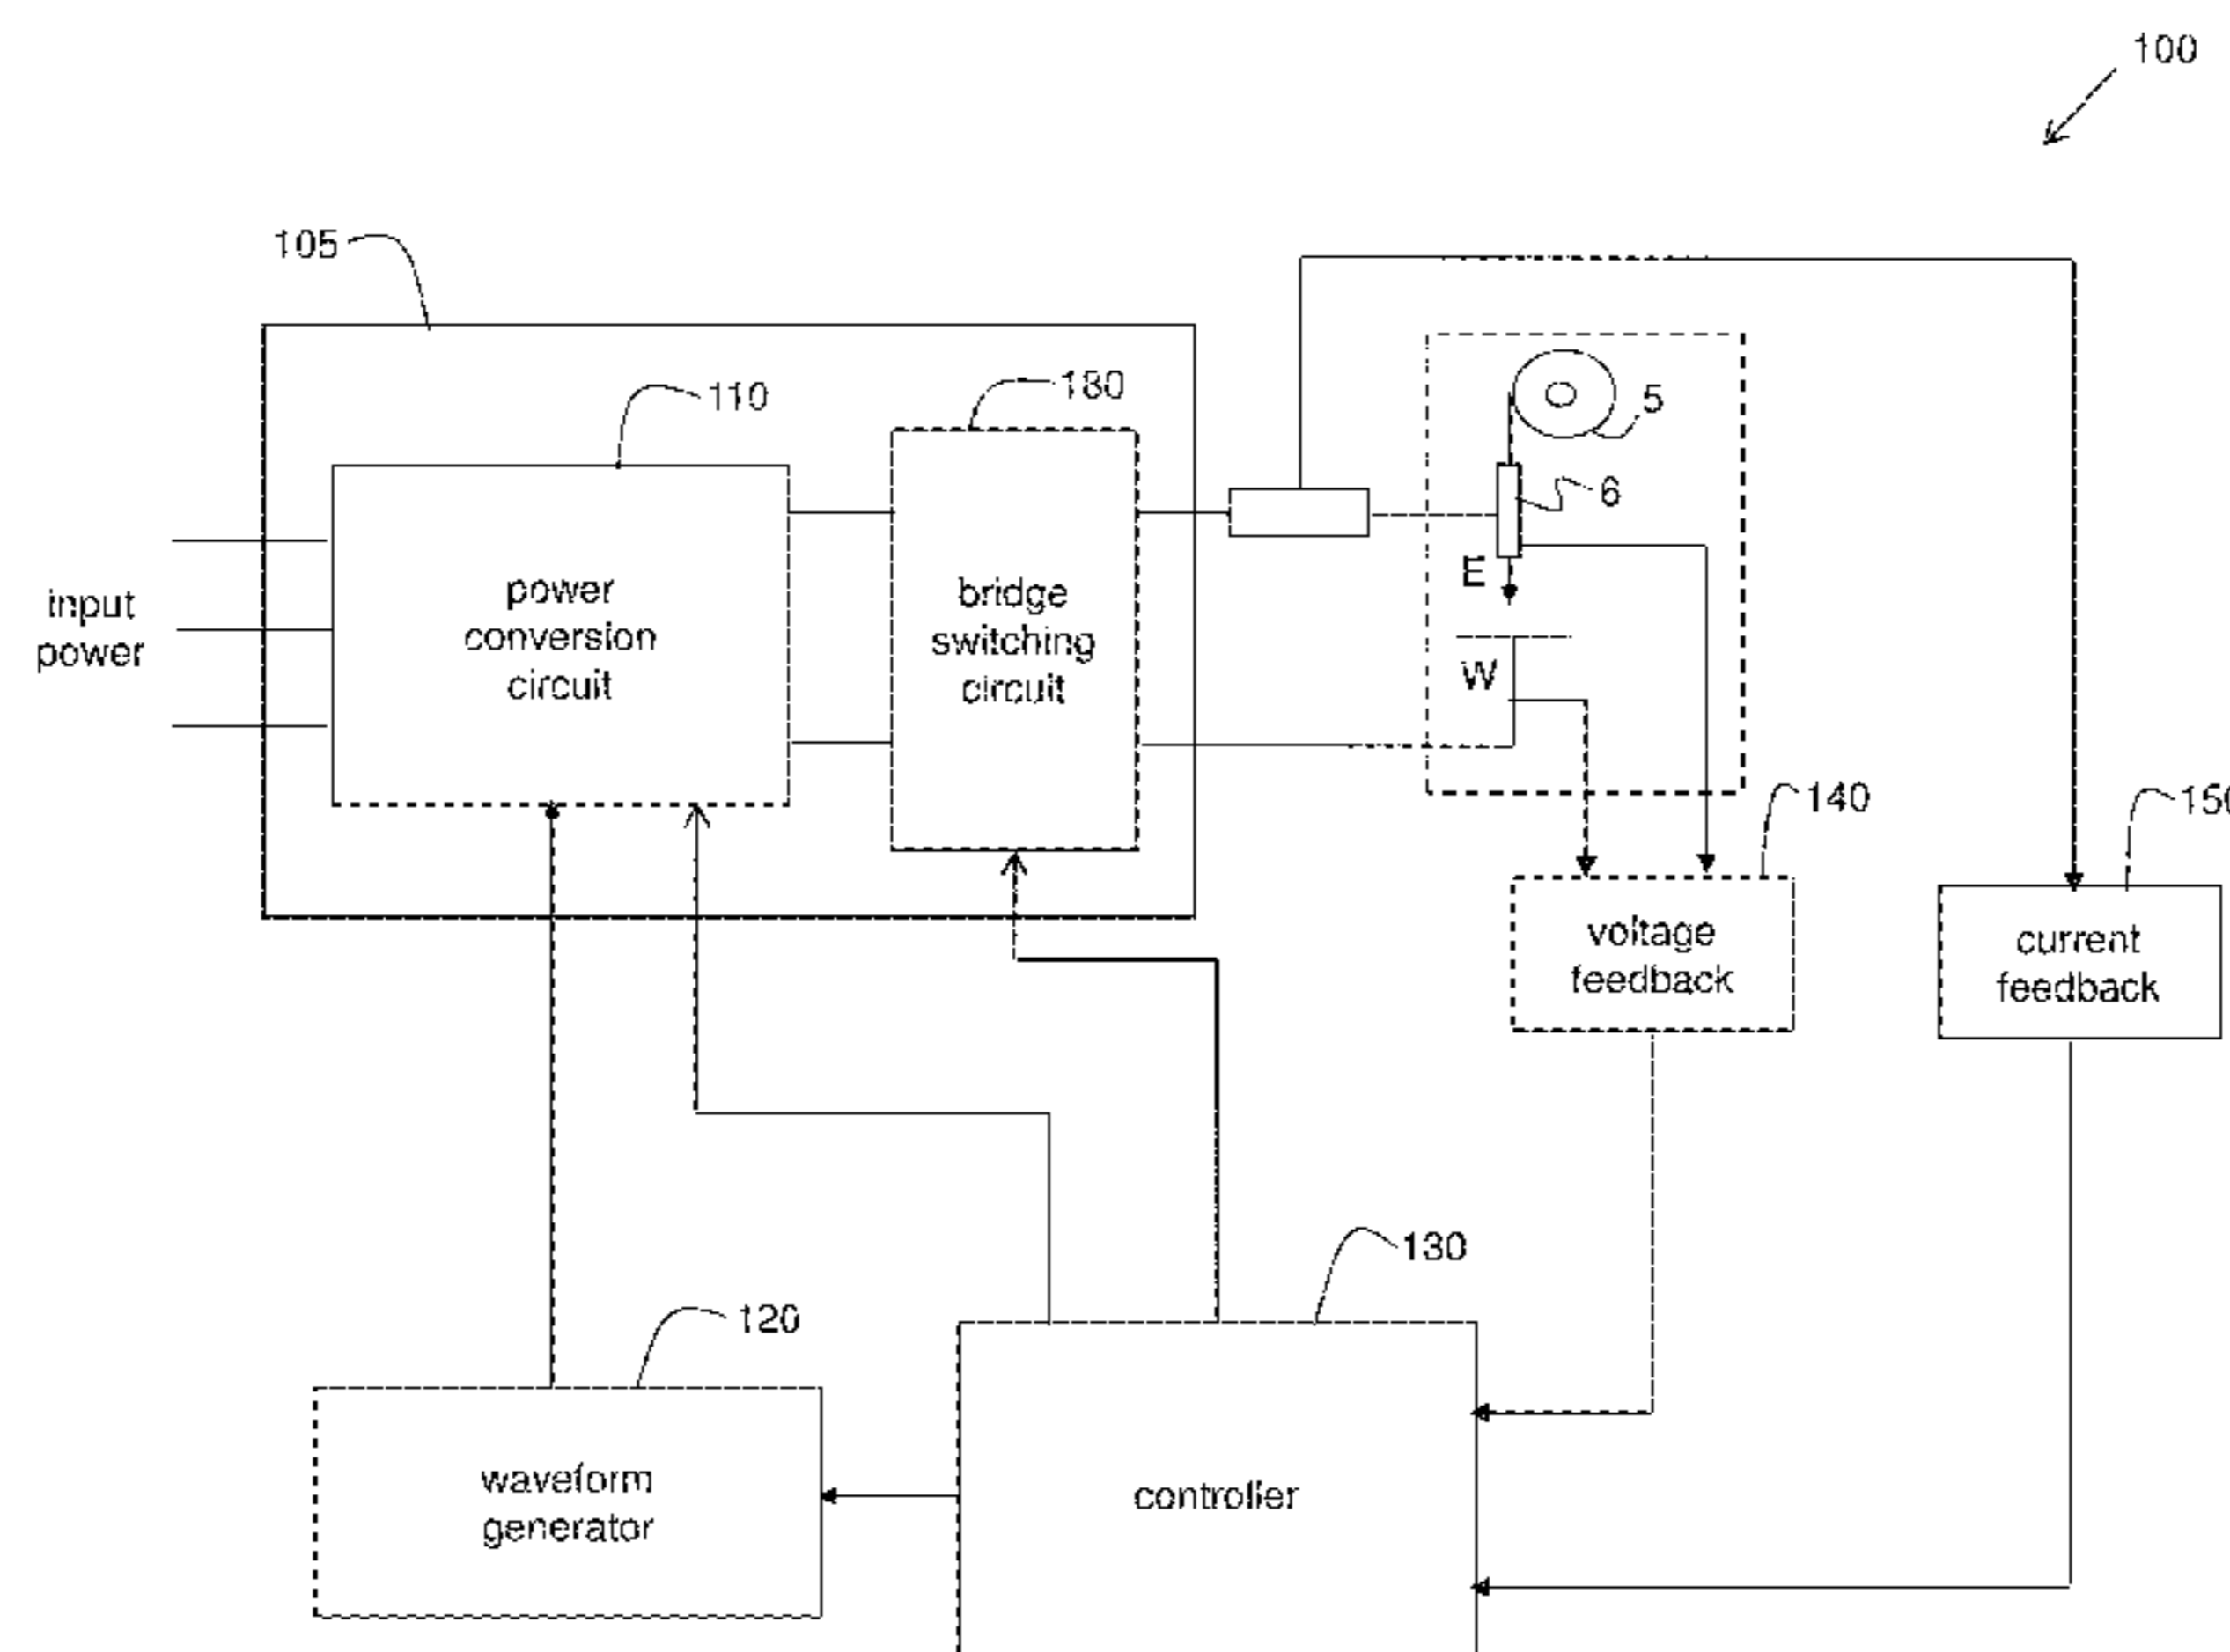 100
105
110
180
5
6
E
W
input
power
power
conversion
circuit
bridge
switching
circuit
140
150
voltage
feedback
current
feedback
130
120
waveform
generator
controller